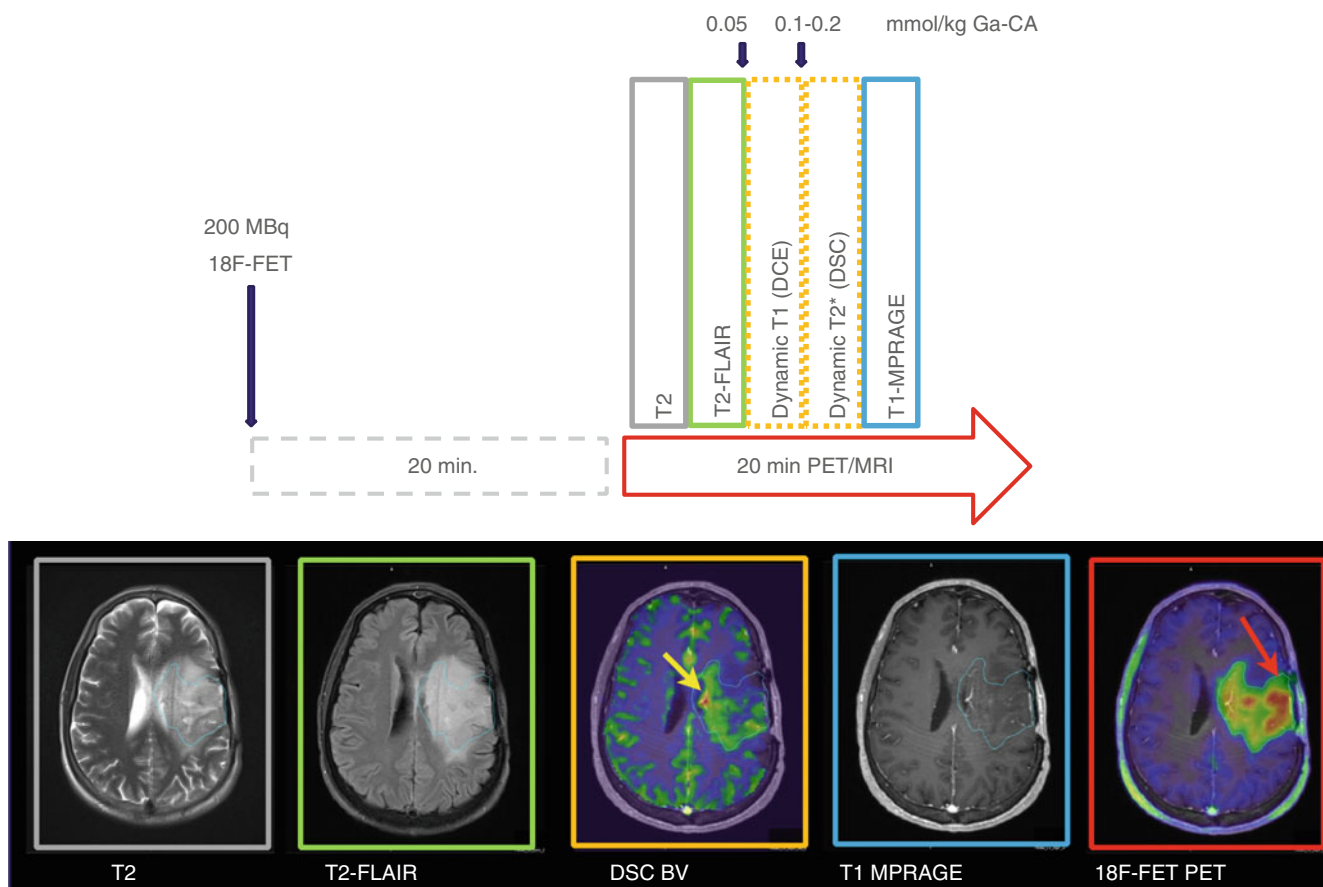 0.05 0.1-0.2 mmol/kg Ga-CA
200 MBq
18F-FET
T2
T2-FLAIR
Dynamic T1 (DCE)
Dynamic T2* (DSC)
T1-MPRAGE
20 min.
20 min PET/MRI
T2
T2-FLAIR
DSC BV
T1 MPRAGE
18F-FET PET